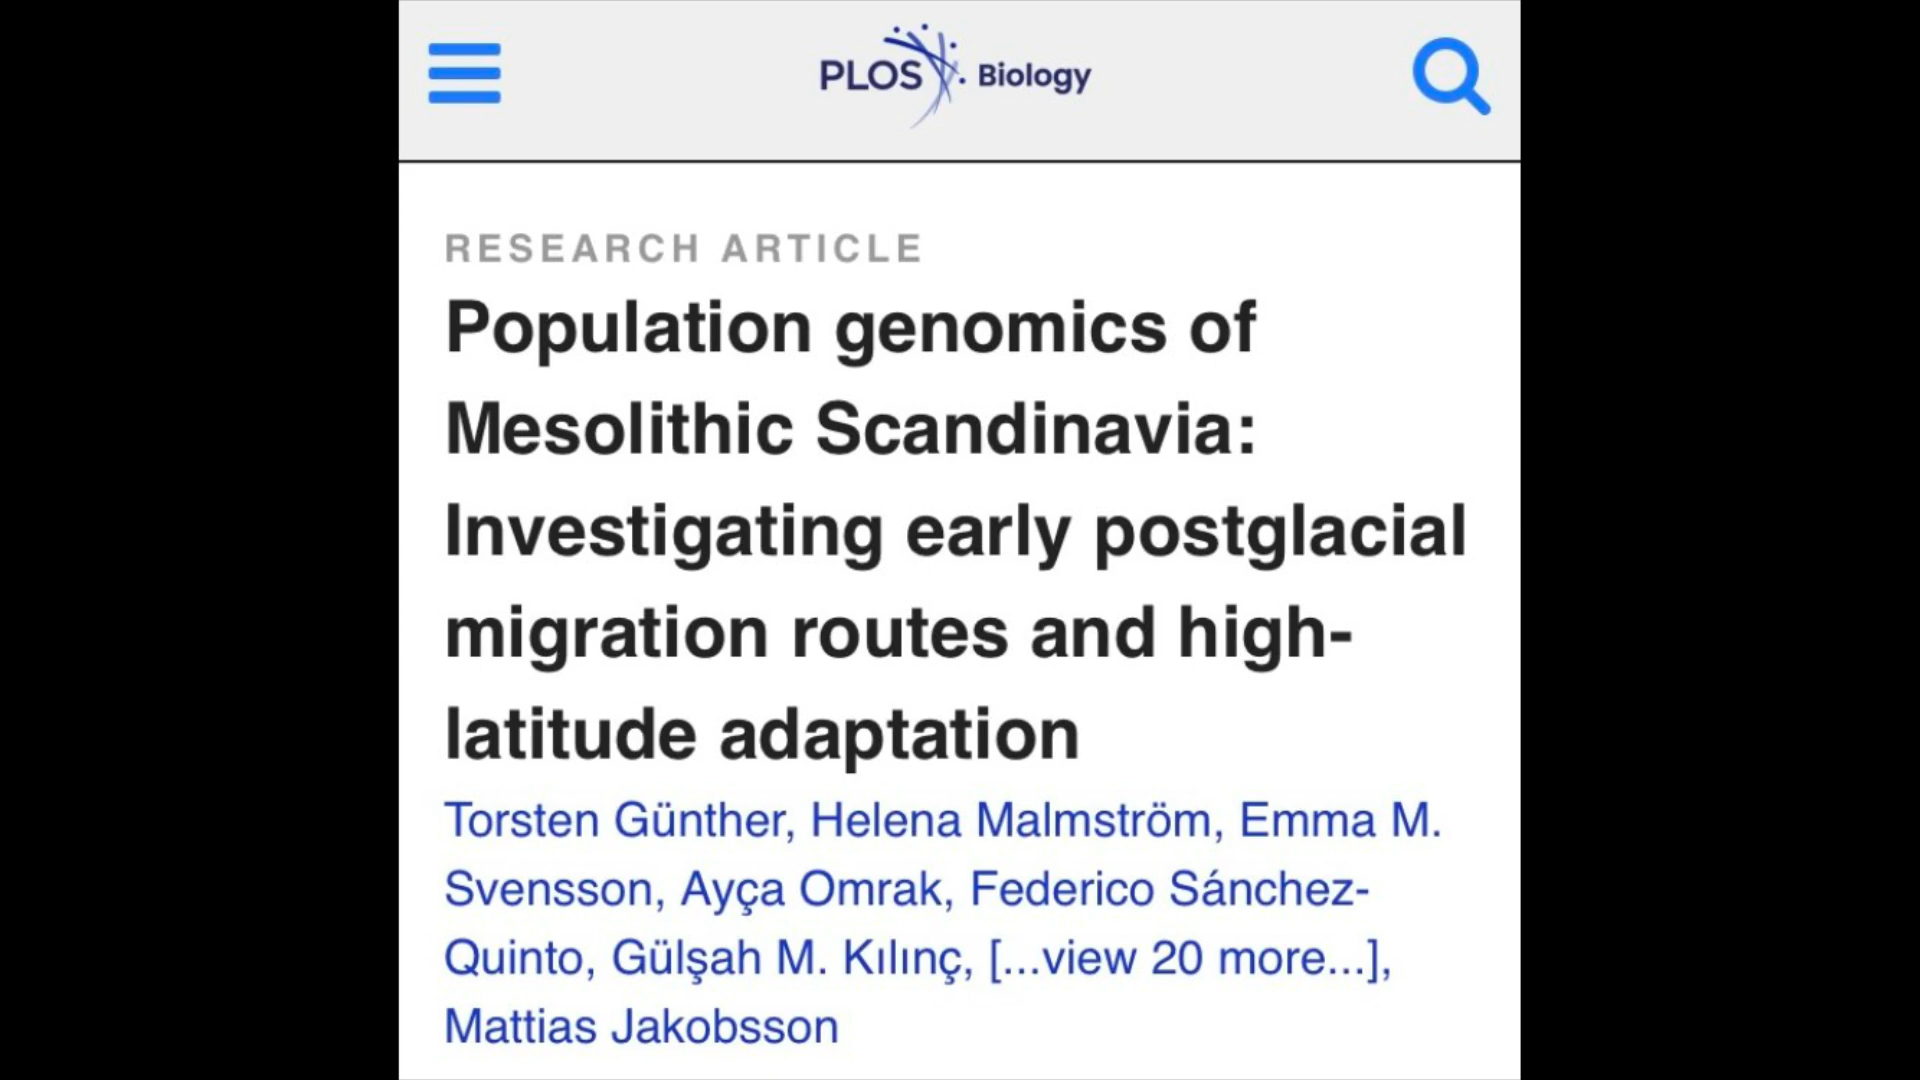 PLOS Biology
RESEARCH ARTICLE
Population genomics of
Mesolithic Scandinavia:
Investigating early postglacial
migration routes and high-
latitude adaptation
Torsten Günther, Helena Malmström, Emma M.
Svensson, Ayça Omrak, Federico Sánchez-
Quinto, Gülşah M. Kılınç, [...view 20 more...],
Mattias Jakobsson